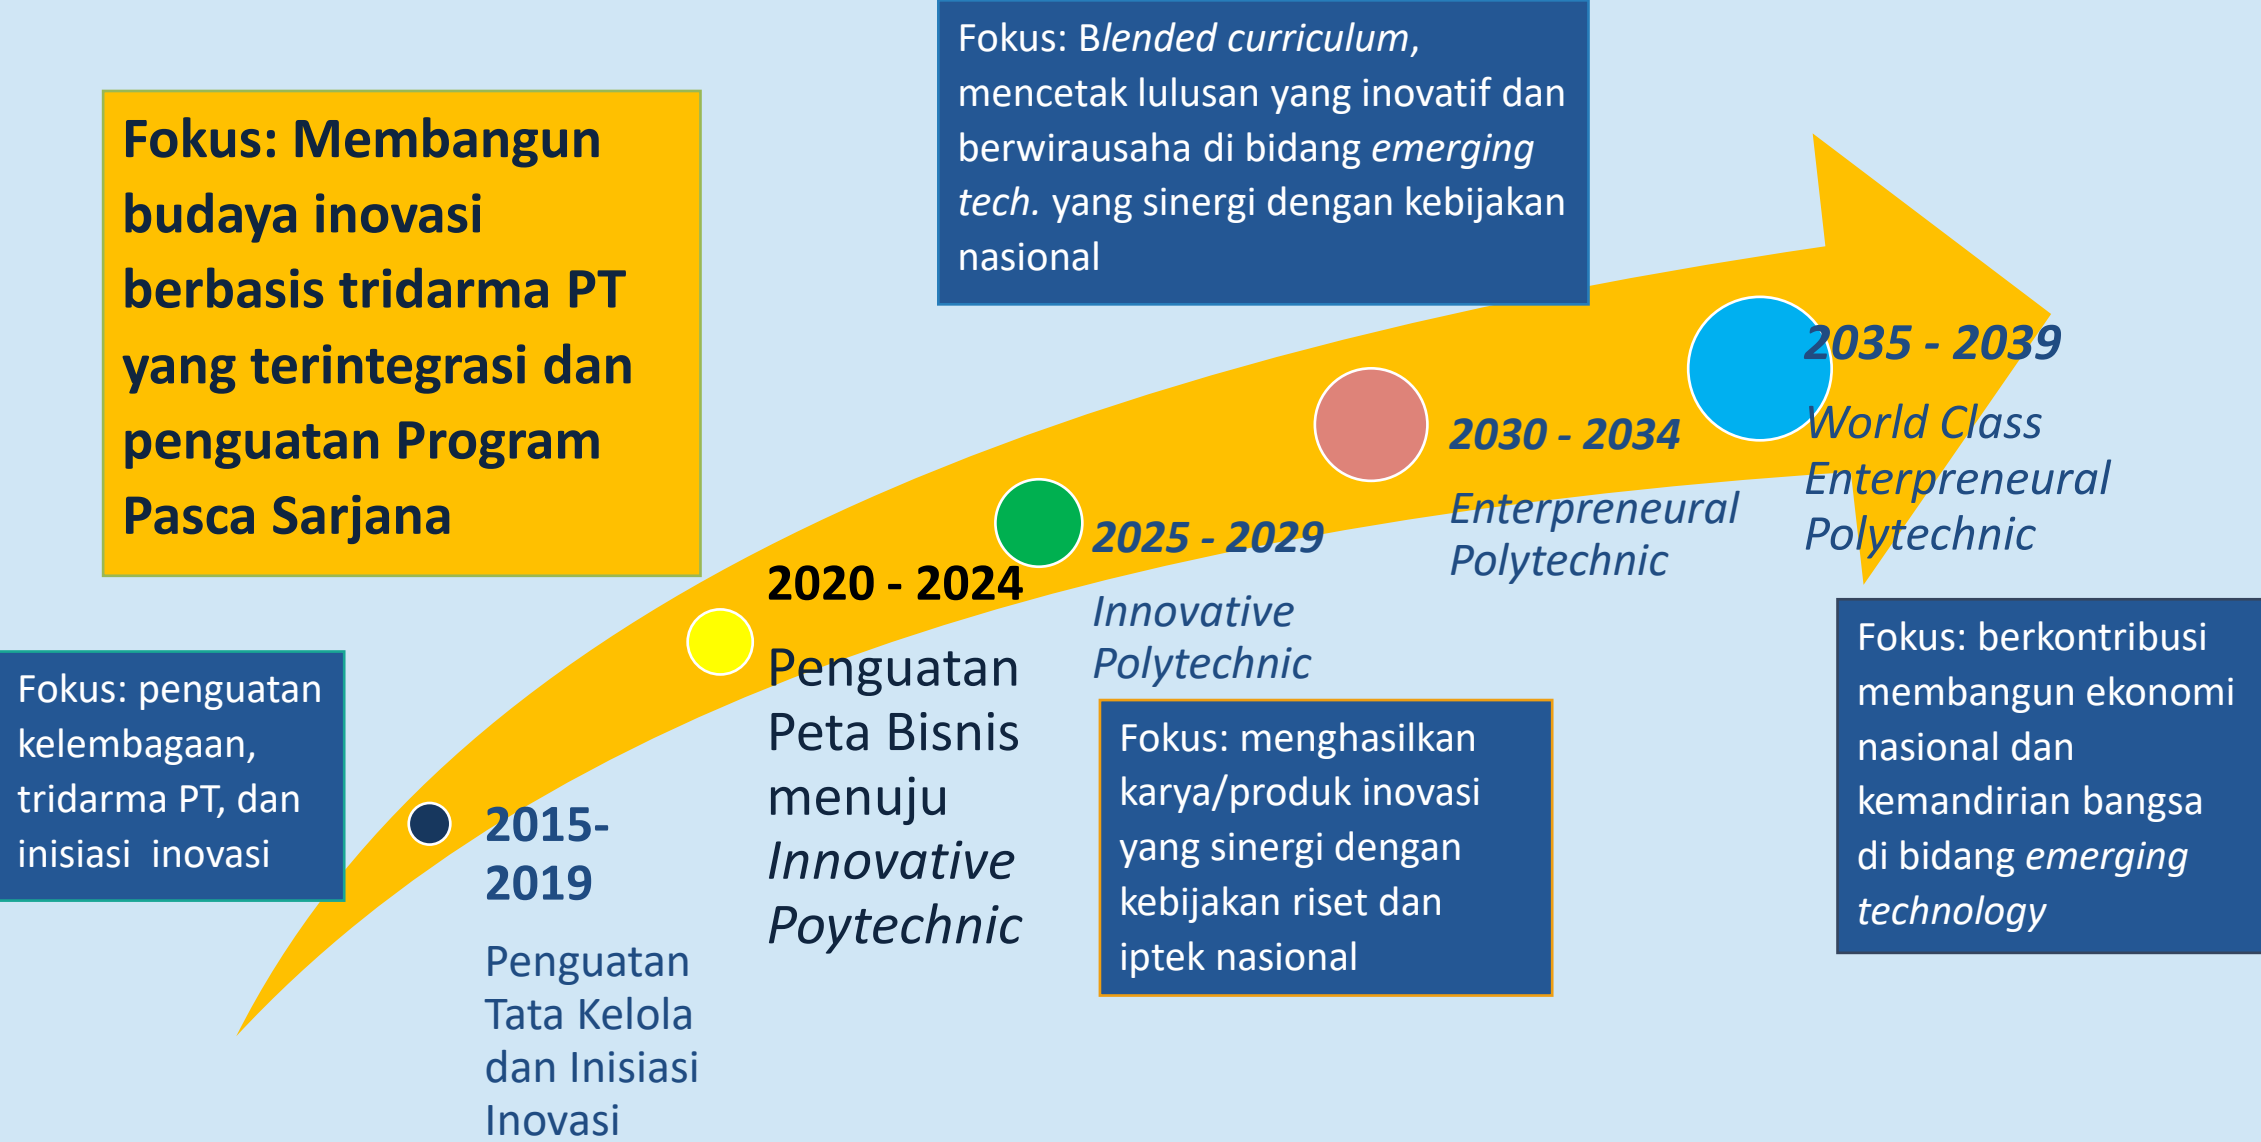 Fokus: Membangun
budaya inovasi
berbasis tridarma PT
yang terintegrasi dan
penguatan Program
Pasca Sarjana
Fokus: Blended curriculum,
mencetak lulusan yang inovatif dan
berwirausaha di bidang emerging
tech. yang sinergi dengan kebijakan
nasional
Fokus: penguatan
kelembagaan,
tridarma PT, dan
inisiasi inovasi
2015-
2019
Penguatan
Tata Kelola
dan Inisiasi
Inovasi
2020 - 2024
Penguatan
Peta Bisnis
menuju
Innovative
Poytechnic
2025 - 2029
Innovative
Polytechnic
Fokus: menghasilkan
karya/produk inovasi
yang sinergi dengan
kebijakan riset dan
iptek nasional
2030 - 2034
Enterpreneural
Polytechnic
2035 - 2039
World Class
Enterpreneural
Polytechnic
Fokus: berkontribusi
membangun ekonomi
nasional dan
kemandirian bangsa
di bidang emerging
technology